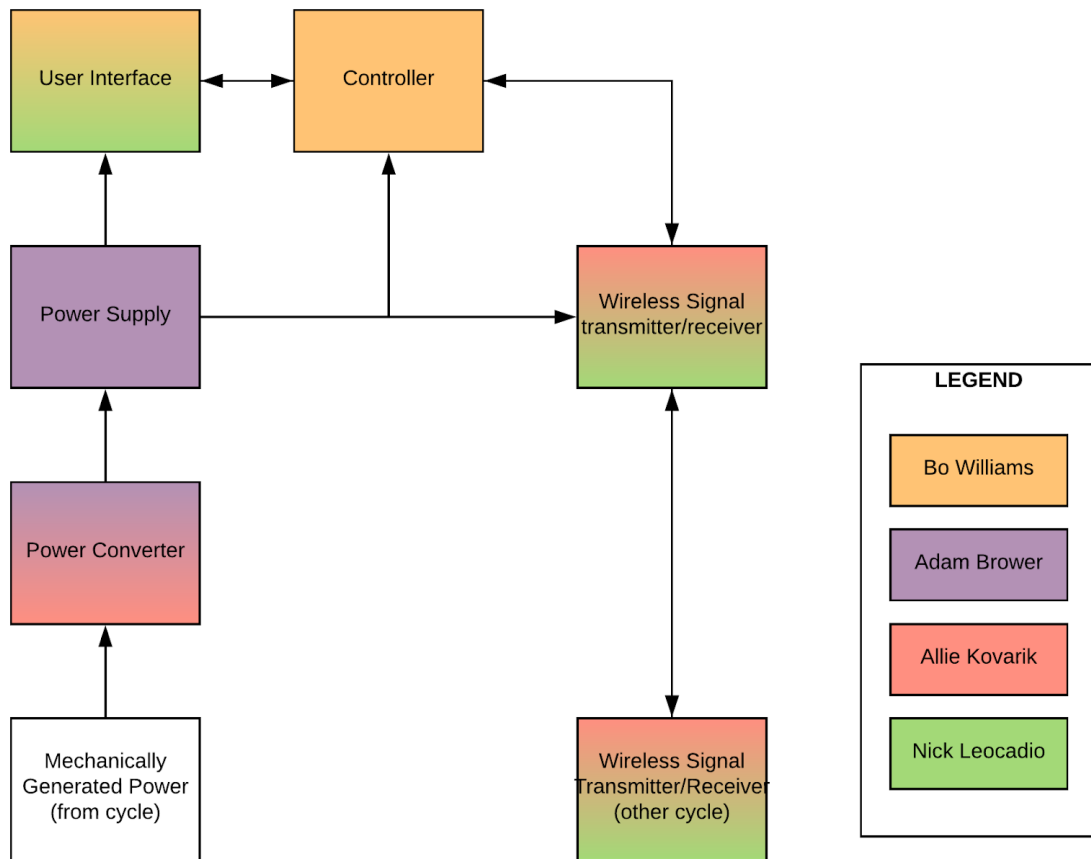 User Interface
Controller
Power Supply
Wireless Signal
transmitter/receiver
LEGEND
Bo Williams
Power Converter
Adam Brower
Allie Kovarik
Mechanically
Generated Power
(from cycle)
Wireless Signal
Transmitter/Receiver
(other cycle)
Nick Leocadio